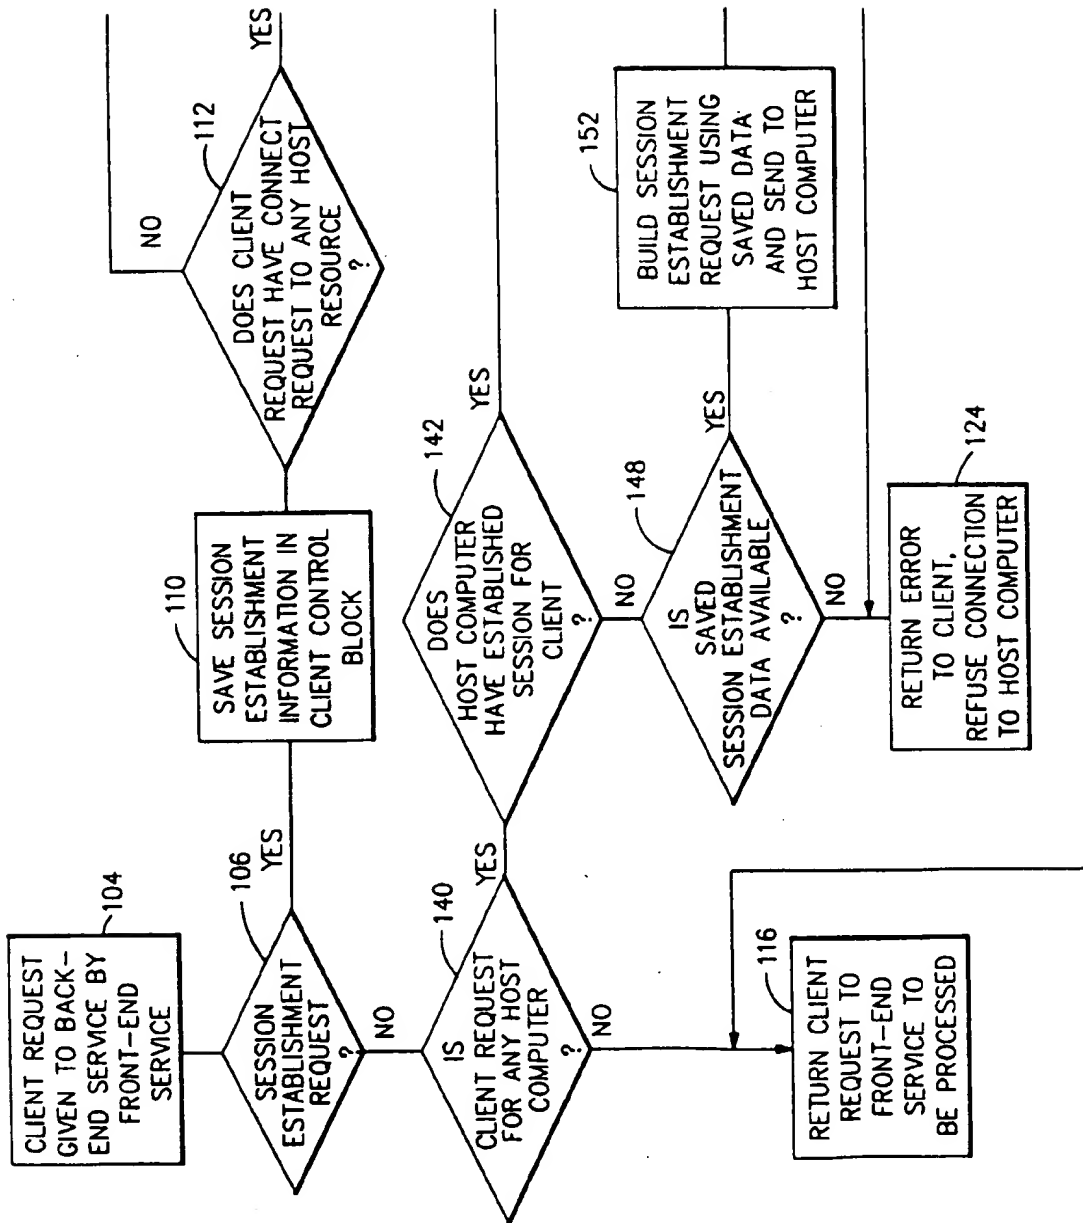 CLIENT REQUEST
GIVEN TO BACK-
END SERVICE BY
FRONT-END
SERVICE
104
SESSION
ESTABLISHMENT
REQUEST
?
106
YES
NO
SAVE SESSION
ESTABLISHMENT
INFORMATION IN
CLIENT CONTROL
BLOCK
110
DOES CLIENT
REQUEST HAVE CONNECT
REQUEST TO ANY HOST
RESOURCE
?
112
NO
YES
IS
CLIENT REQUEST
FOR ANY HOST
COMPUTER
?
140
YES
NO
DOES
HOST COMPUTER
HAVE ESTABLISHED
SESSION FOR
CLIENT
?
142
YES
NO
IS
SAVED
SESSION ESTABLISHMENT
DATA AVAILABLE
?
148
YES
NO
BUILD SESSION
ESTABLISHMENT
REQUEST USING
SAVED DATA
AND SEND TO
HOST COMPUTER
152
RETURN CLIENT
REQUEST TO
FRONT-END
SERVICE TO
BE PROCESSED
116
RETURN ERROR
TO CLIENT,
REFUSE CONNECTION
TO HOST COMPUTER
124